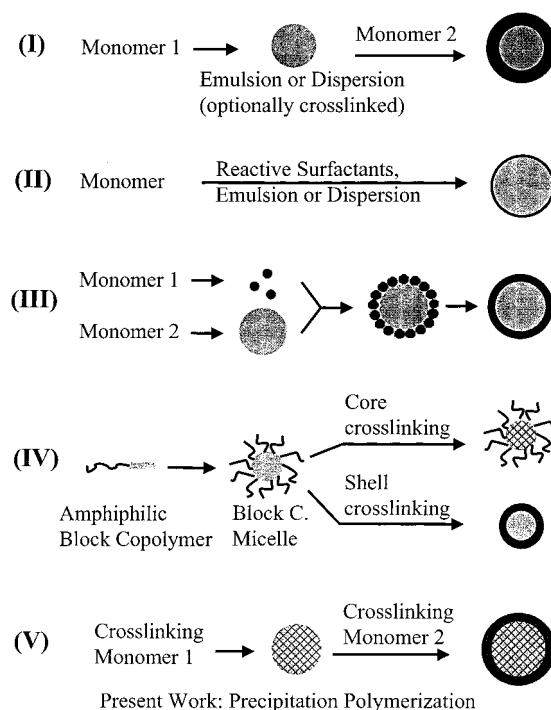 (I) Monomer 1 Monomer 2
Emulsion or Dispersion
(optionally crosslinked)
(II) Monomer Reactive Surfactants,
Emulsion or Dispersion
(III) Monomer 1
Monomer 2
Core
crosslinking
(IV)
Shell
crosslinking
Amphiphilic
Block Copolymer
Block C.
Micelle
(V) Crosslinking
Monomer 1
Crosslinking
Monomer 2
Present Work: Precipitation Polymerization